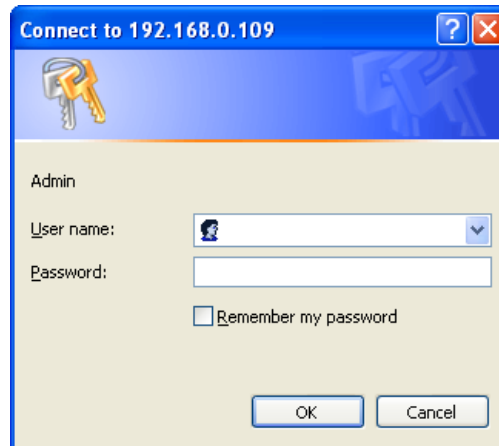 Connect to 192.168.0.109
?
Admin
User name:
Password:
Remember my password
OK Cancel